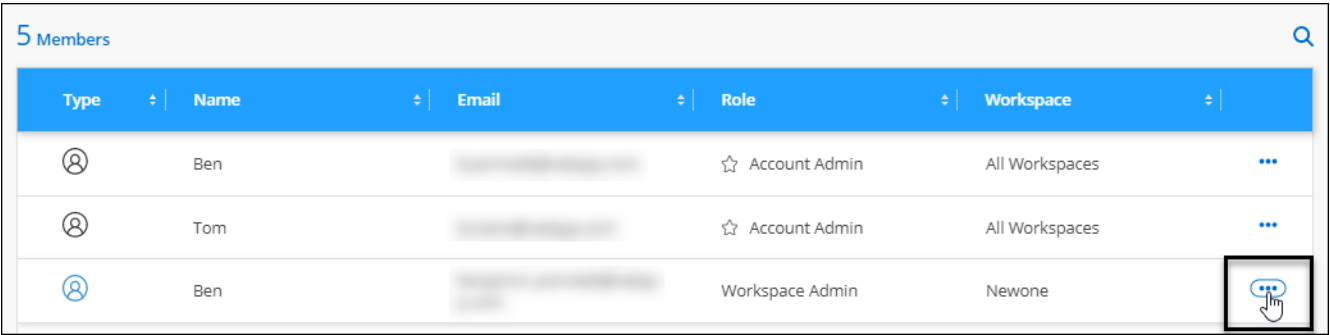 5 Members
Type Name Email Role Workspace
Ben Account Admin All Workspaces
Tom Account Admin All Workspaces
Ben Workspace Admin Newone